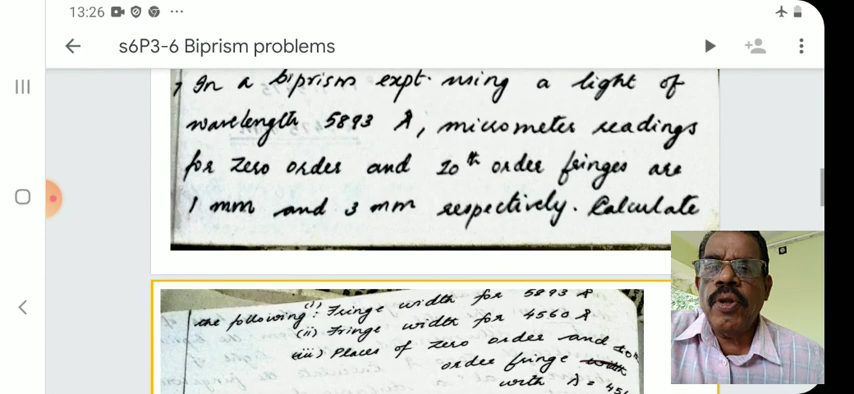 13:26
s6P3-6 Biprism problems
7 In a biprism expt. using a light of
wavelength 5893 Å, micrometer readings
for zero order and 20th order fringes are
1 mm and 3 mm respectively. Calculate
the following: (i) Fringe width for 5893 Å
(ii) Fringe width for 4560 Å
(iii) Places of zero order and
order fringe
with λ = 456